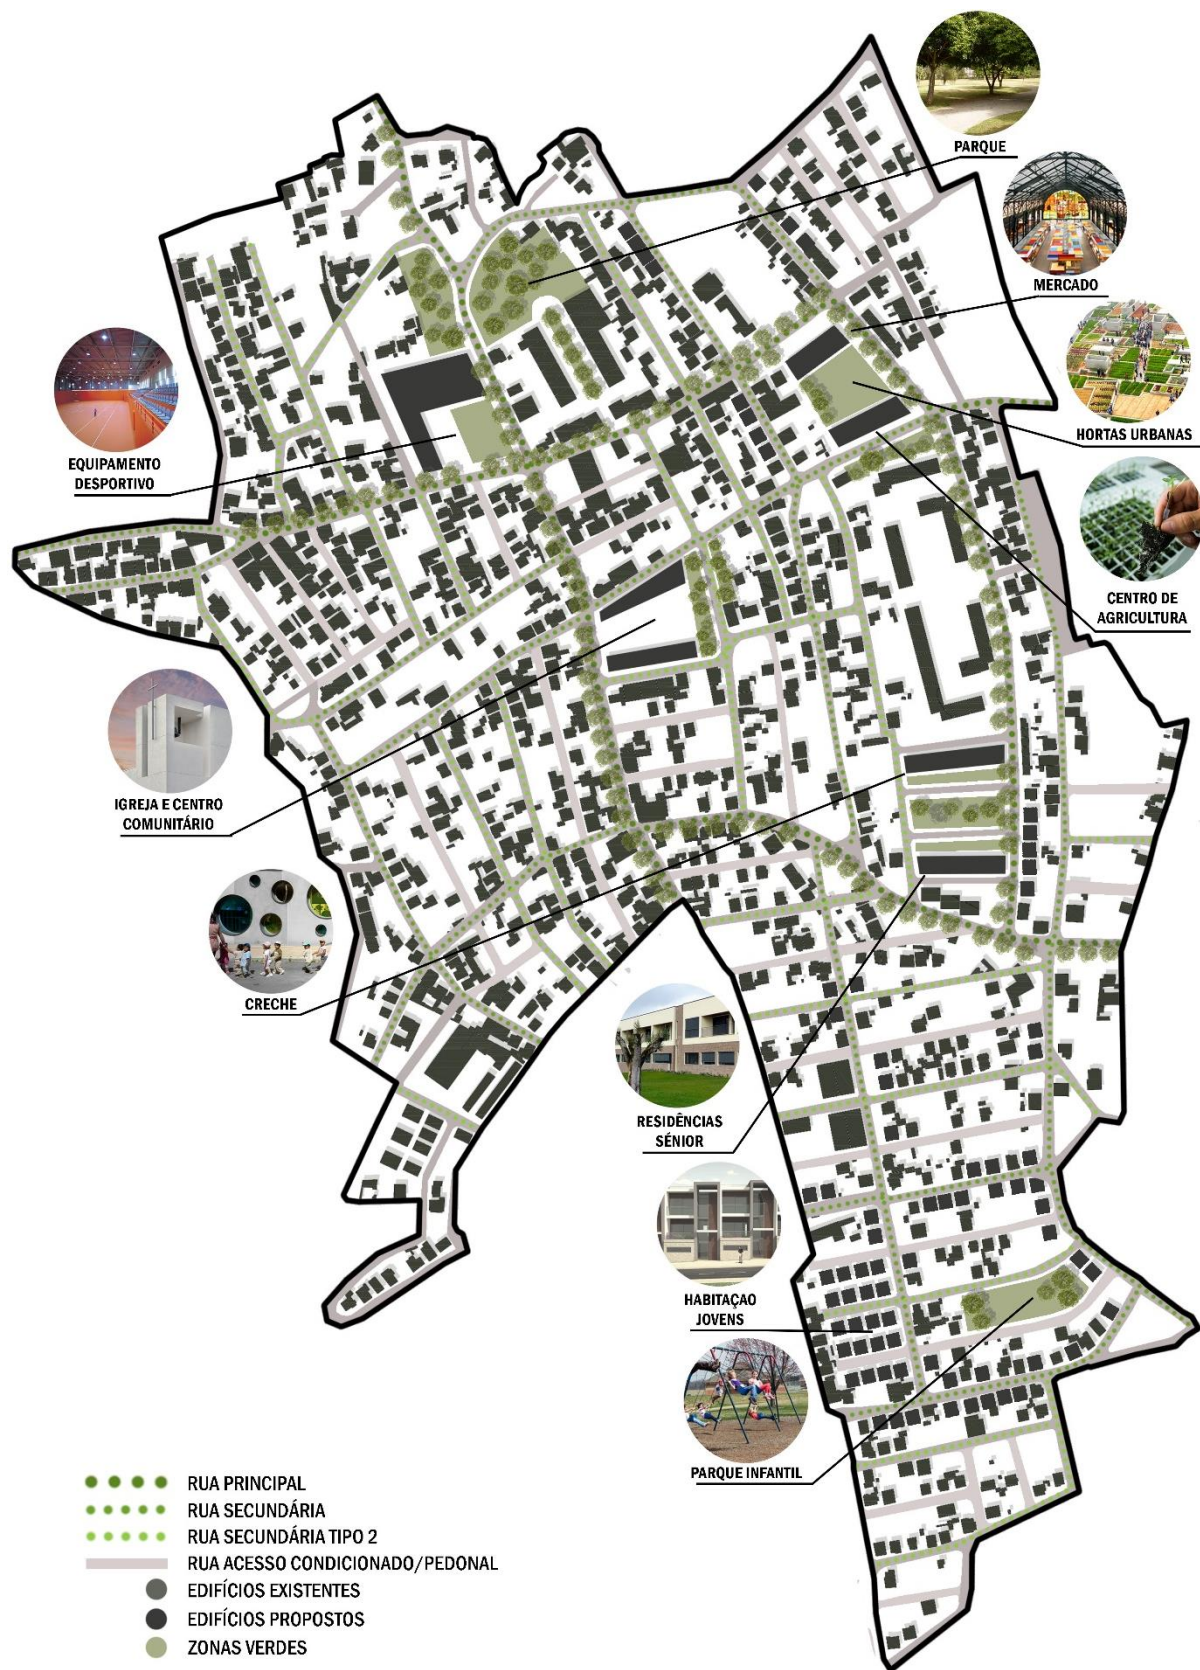 PARQUE
MERCADO
HORTAS URBANAS
EQUIPAMENTO
DESPORTIVO
CENTRO DE
AGRICULTURA
IGREJA E CENTRO
COMUNITÁRIO
CRECHE
RESIDÊNCIAS
SÉNIOR
HABITAÇAO
JOVENS
PARQUE INFANTIL
RUA PRINCIPAL
RUA SECUNDÁRIA
RUA SECUNDÁRIA TIPO 2
RUA ACESSO CONDICIONADO/PEDONAL
EDIFÍCIOS EXISTENTES
EDIFÍCIOS PROPOSTOS
ZONAS VERDES